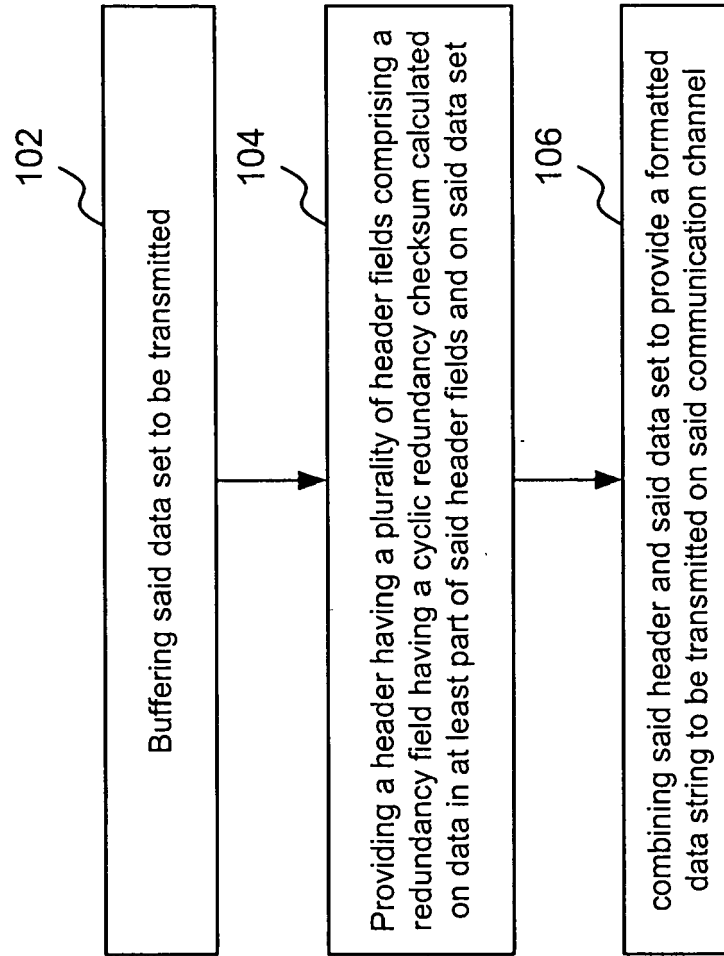 102
Buffering said data set to be transmitted
104
Providing a header having a plurality of header fields comprising a
redundancy field having a cyclic redundancy checksum calculated
on data in at least part of said header fields and on said data set
106
combining said header and said data set to provide a formatted
data string to be transmitted on said communication channel